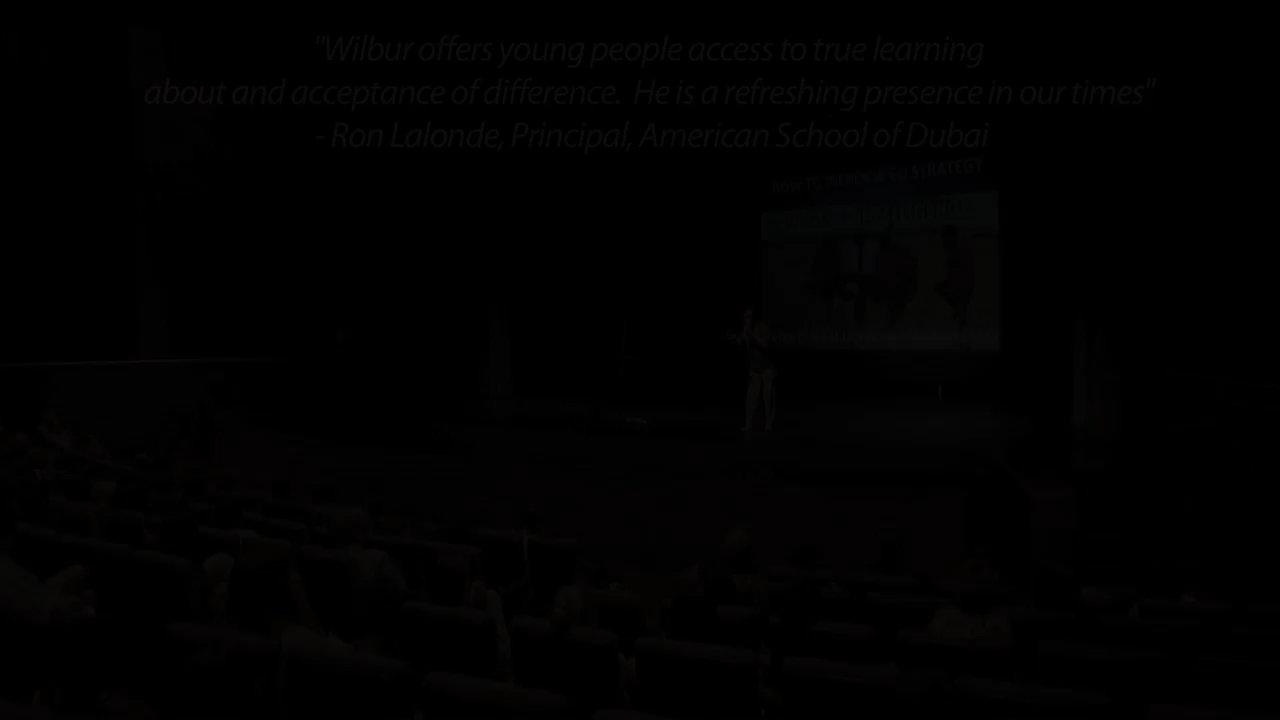 "Wilbur offers young people access to true learning
about and acceptance of difference.  He is a refreshing presence in our times"
- Ron Lalonde, Principal, American School of Dubai
STRATEGY